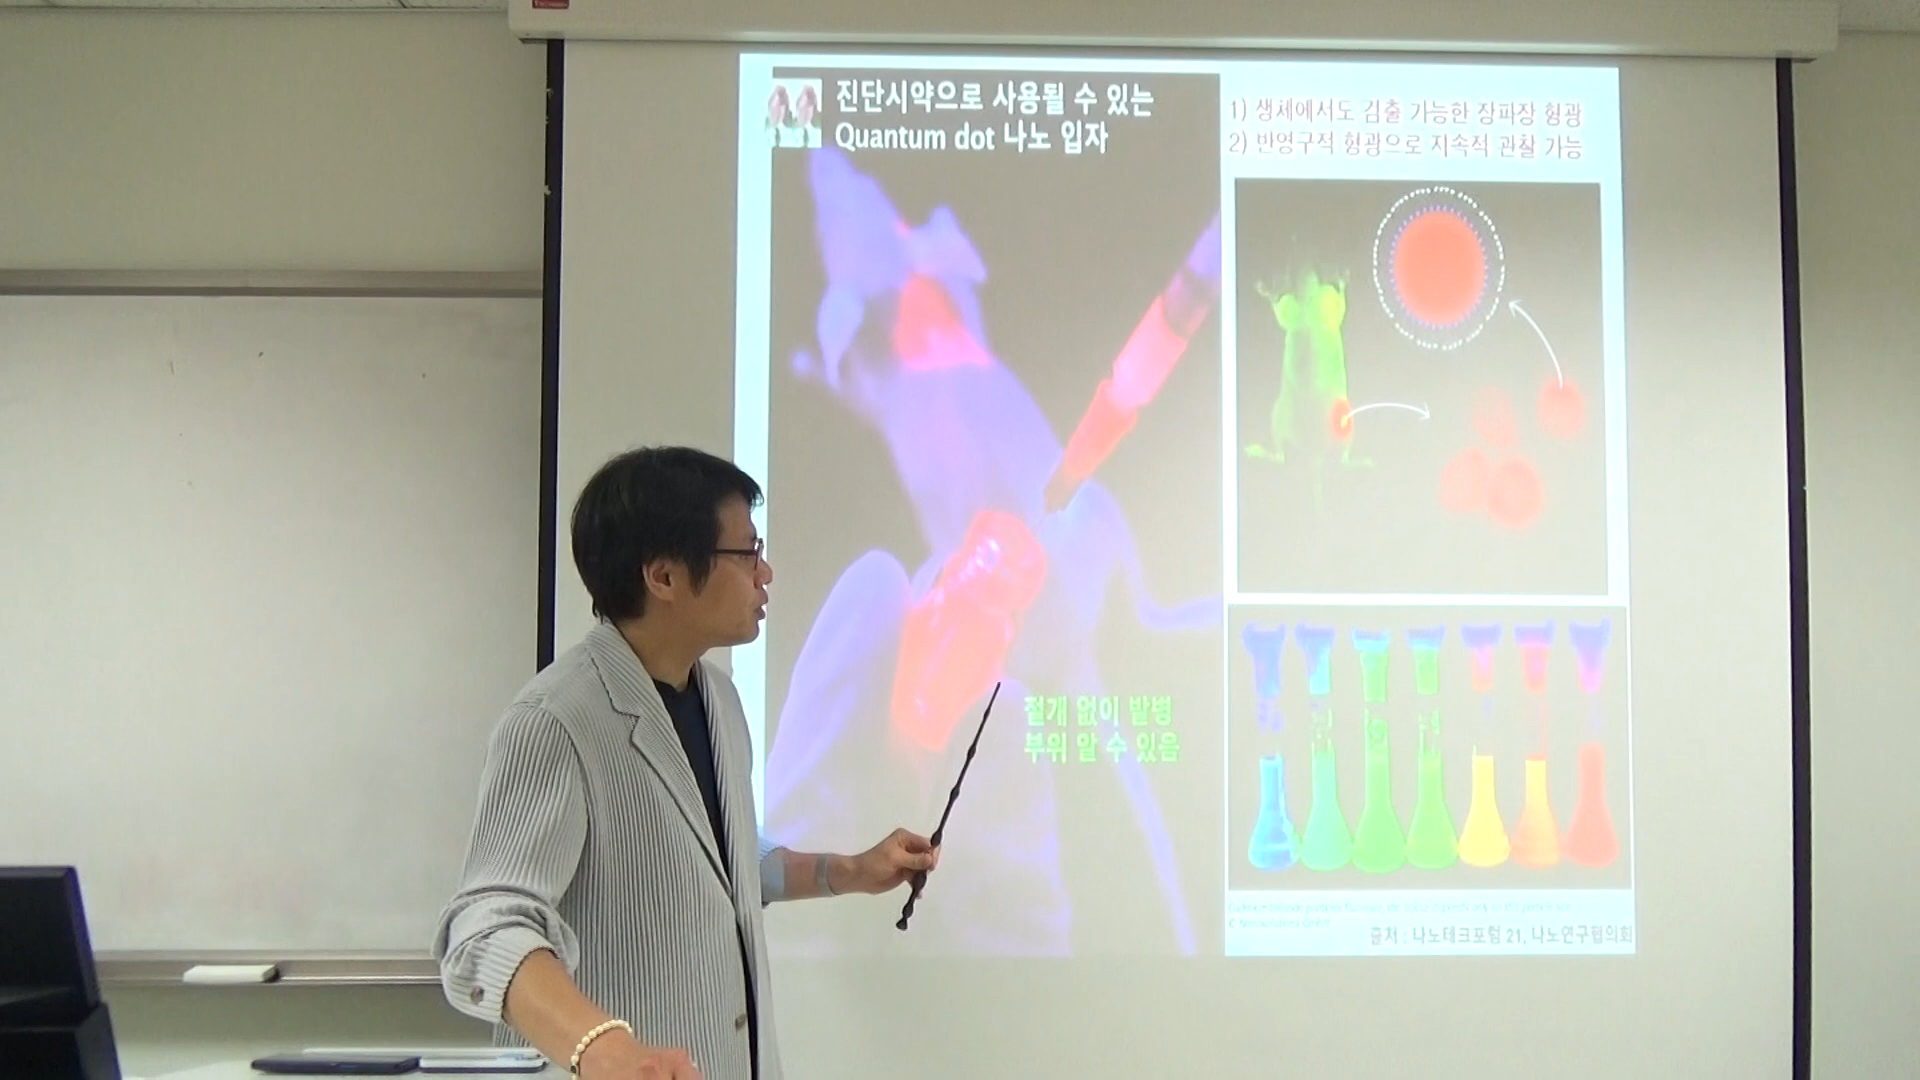 진단시약으로 사용될 수 있는
Quantum dot 나노 입자
1) 생체에서도 검출 가능한 장파장 형광
2) 반영구적 형광으로 지속적 관찰 가능
절개 없이 발병
부위 알 수 있음
출처 : 나노테크포럼 21, 나노연구협의회